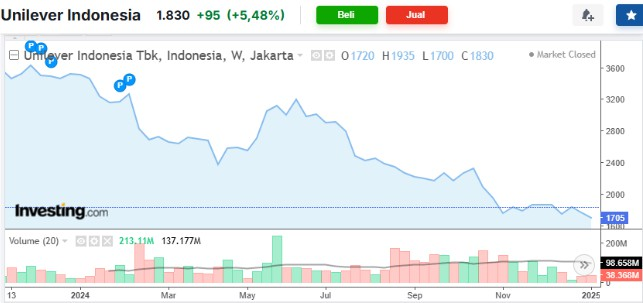 Unilever Indonesia 1.830 +95 (+5,48%) Beli Jual
Unilever Indonesia Tbk, Indonesia, W, Jakarta O1720 H1935 L1700 C1830 Market Closed
P P P P P
3600
3200
2800
2400
2000
1705
1600
Investing.com
Volume (20) 213.11M 137.177M
200M
98.658M
38.368M
13 2024 Mar May Jul Sep Nov 2025